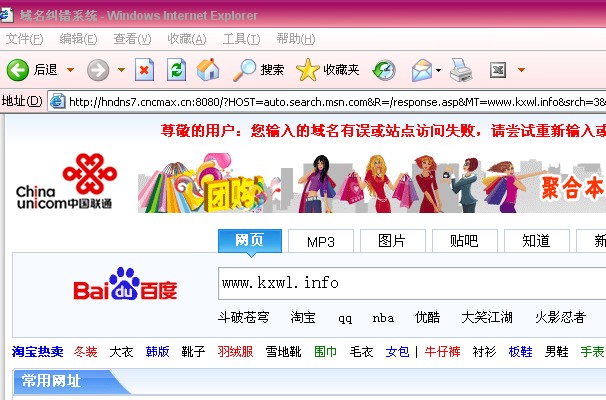 域名纠错系统 - Windows Internet Explorer
文件(F) 编辑(E) 查看(V) 收藏(A) 工具(T) 帮助(H)
后退 搜索 收藏夹
地址(D) http://hndns7.cncmax.cn:8080/?HOST=auto.search.msn.com&R=/response.asp&MT=www.kxwl.info&srch=3&
尊敬的用户：您输入的域名有误或站点访问失败，请尝试重新输入或
China unicom中国联通
团好
聚合本
网页 MP3 图片 贴吧 知道 新
Bai du 百度
www.kxwl.info
斗破苍穹 淘宝 qq nba 优酷 大笑江湖 火影忍者
淘宝热卖 冬装 大衣 韩版 靴子 羽绒服 雪地靴 围巾 毛衣 女包 | 牛仔裤 衬衫 板鞋 男鞋 手表
常用网址